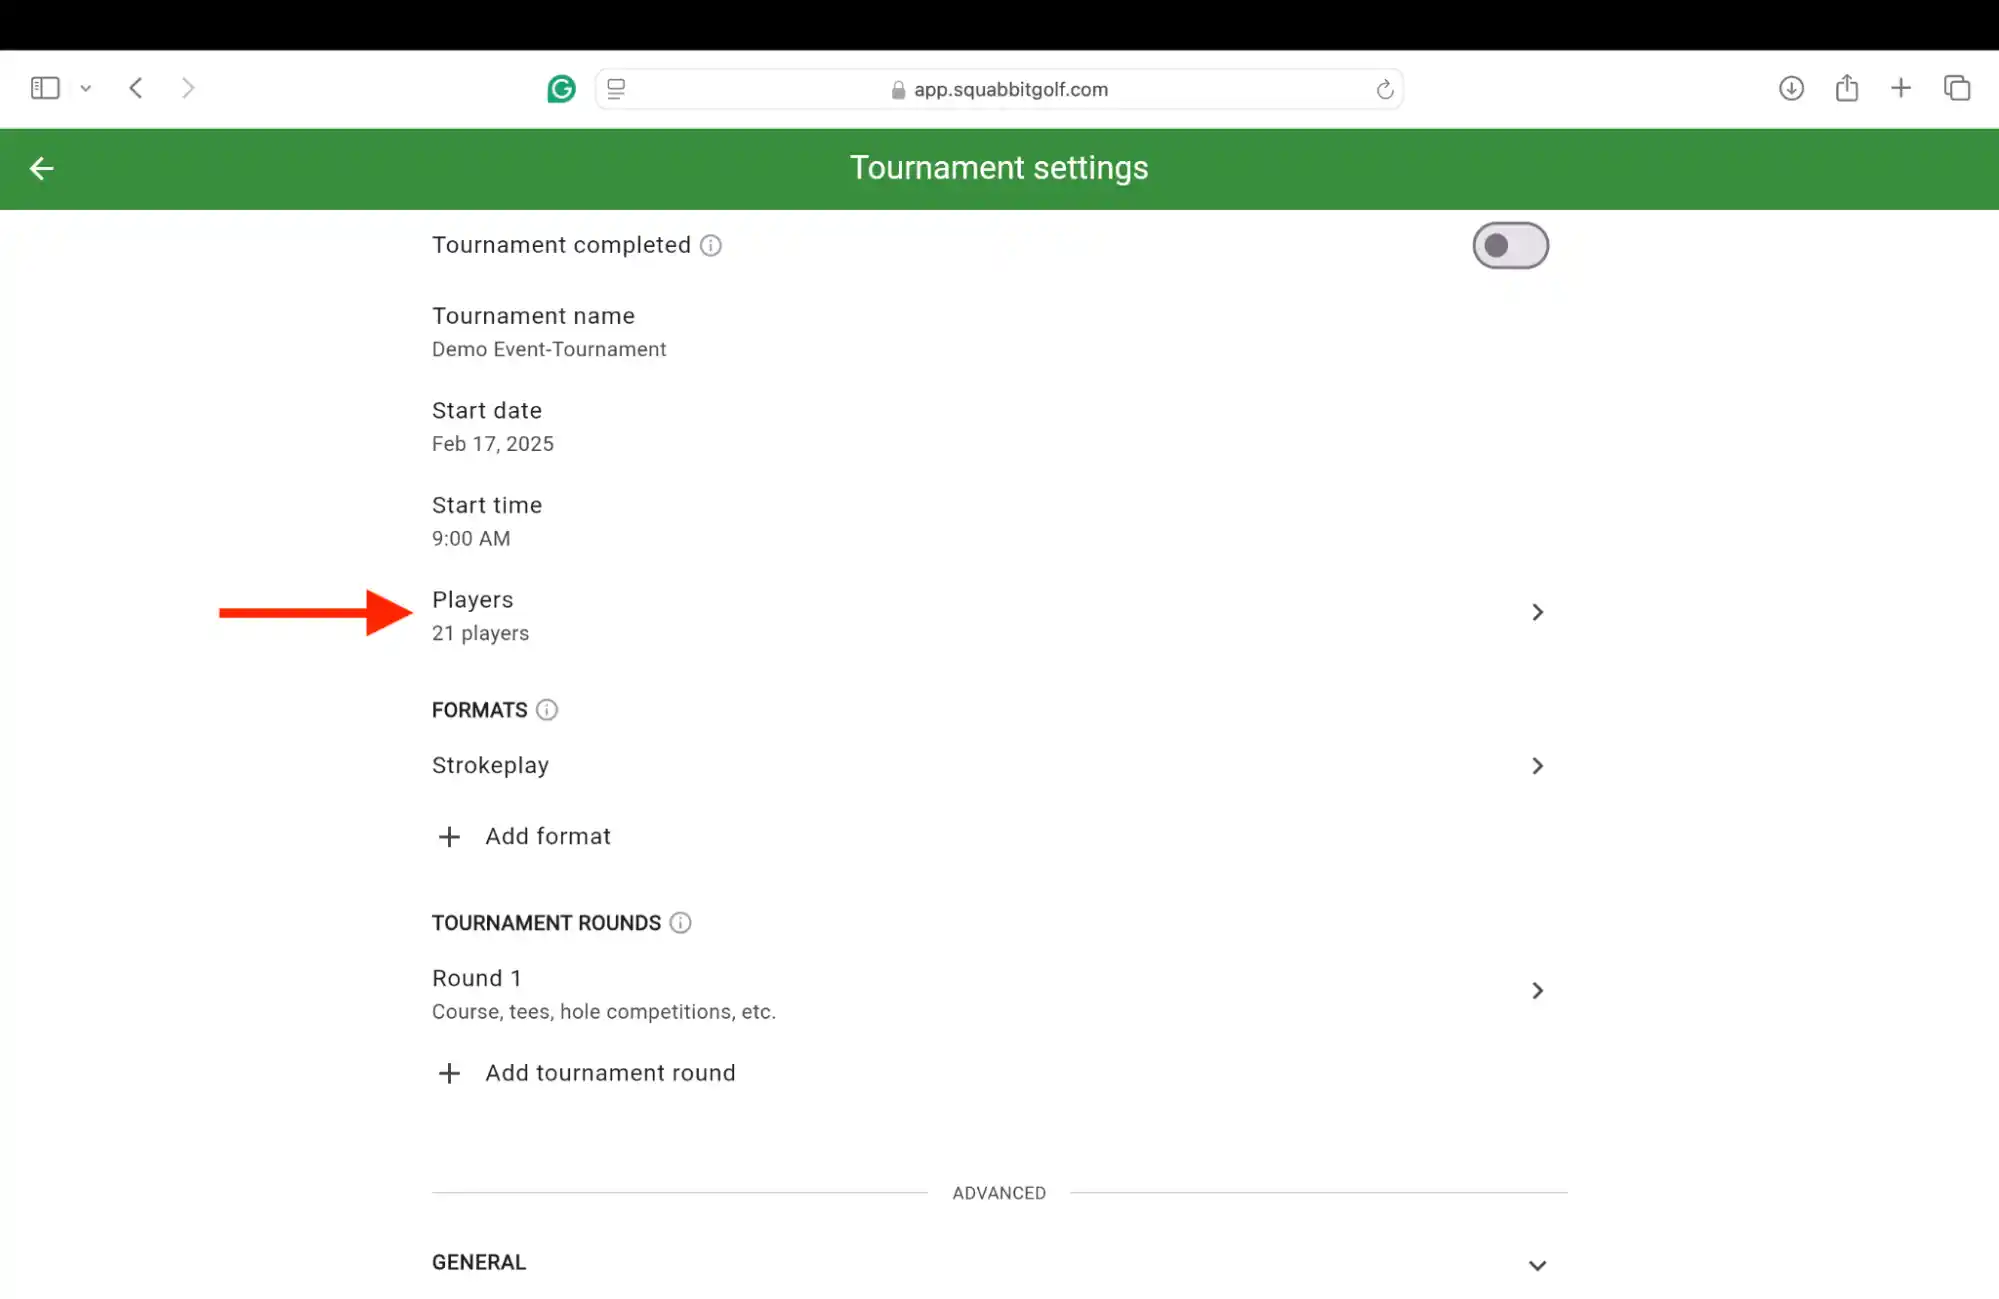 app.squabbitgolf.com
Tournament settings
Tournament completed
Tournament name
Demo Event-Tournament
Start date
Feb 17, 2025
Start time
9:00 AM
Players
21 players
FORMATS
Strokeplay
Add format
TOURNAMENT ROUNDS
Round 1
Course, tees, hole competitions, etc.
Add tournament round
ADVANCED
GENERAL